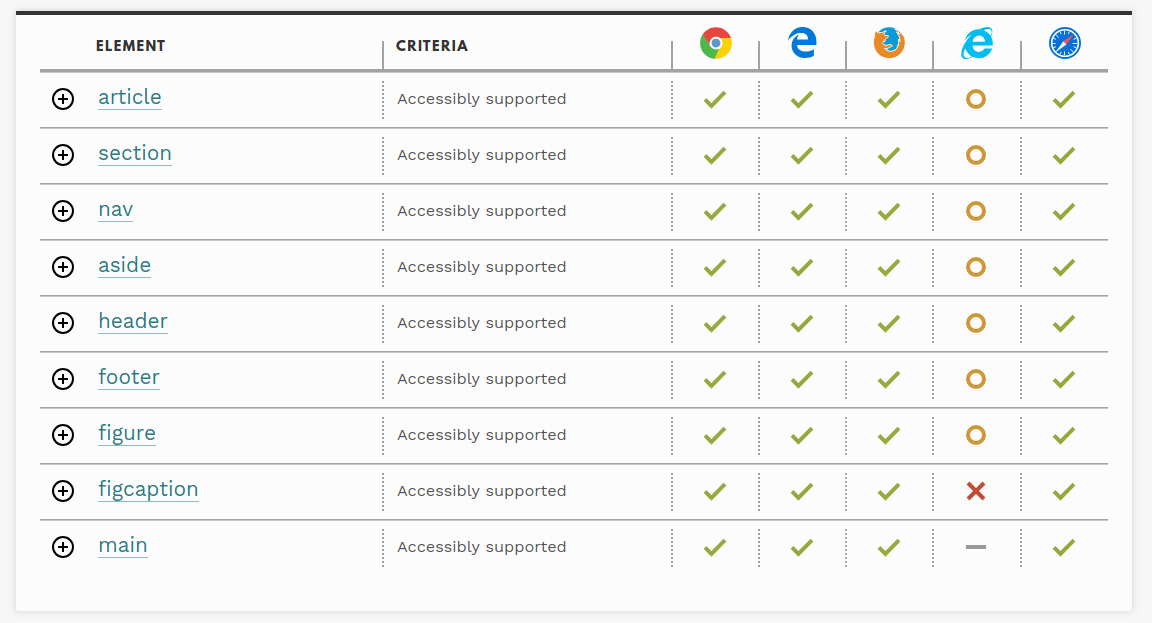 ELEMENT CRITERIA
article Accessibly supported
section Accessibly supported
nav Accessibly supported
aside Accessibly supported
header Accessibly supported
footer Accessibly supported
figure Accessibly supported
figcaption Accessibly supported
main Accessibly supported